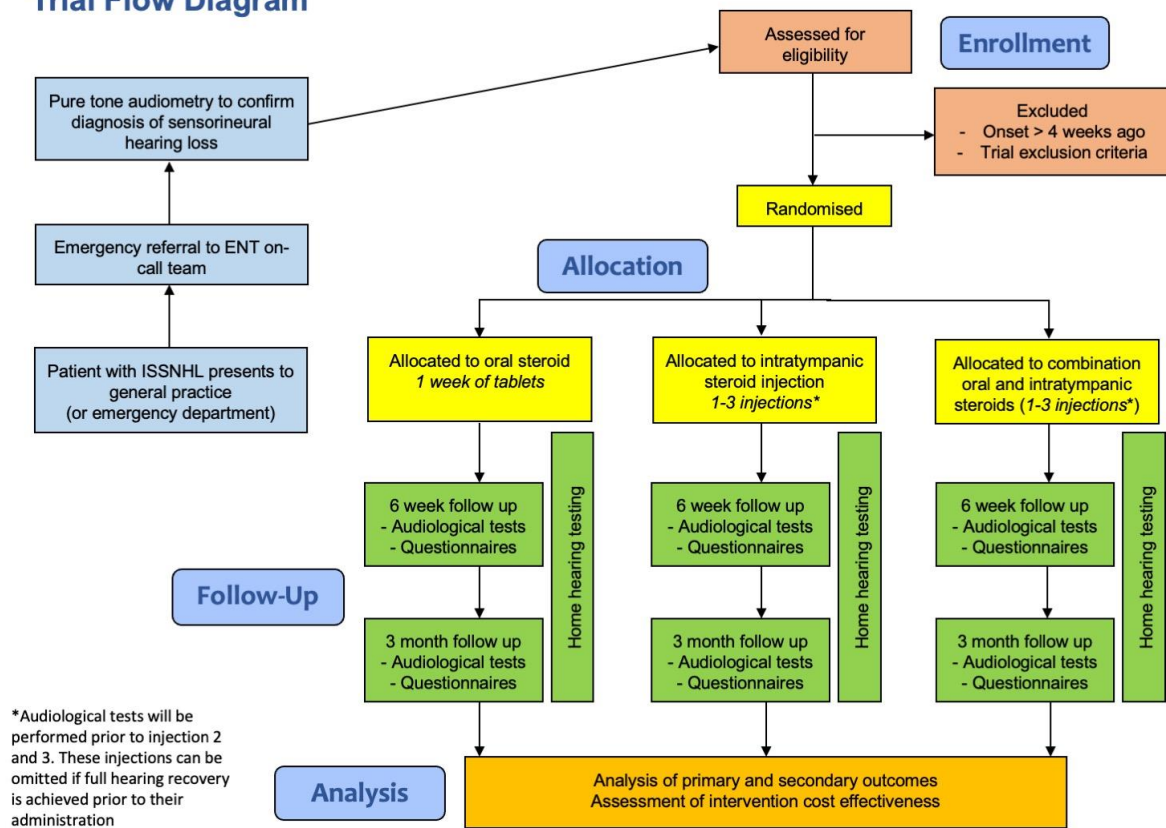 Trial Flow Diagram
Assessed for
eligibility
Enrollment
Pure tone audiometry to confirm
diagnosis of sensorineural
hearing loss
Excluded
- Onset > 4 weeks ago
- Trial exclusion criteria
Randomised
Emergency referral to ENT on-
call team
Allocation
Patient with ISSNHL presents to
general practice
(or emergency department)
Allocated to oral steroid
1 week of tablets
Allocated to intratympanic
steroid injection
1-3 injections*
Allocated to combination
oral and intratympanic
steroids (1-3 injections*)
6 week follow up
- Audiological tests
- Questionnaires
Home hearing testing
6 week follow up
- Audiological tests
- Questionnaires
Home hearing testing
6 week follow up
- Audiological tests
- Questionnaires
Home hearing testing
Follow-Up
3 month follow up
- Audiological tests
- Questionnaires
3 month follow up
- Audiological tests
- Questionnaires
3 month follow up
- Audiological tests
- Questionnaires
*Audiological tests will be
performed prior to injection 2
and 3. These injections can be
omitted if full hearing recovery
is achieved prior to their
administration
Analysis
Analysis of primary and secondary outcomes
Assessment of intervention cost effectiveness